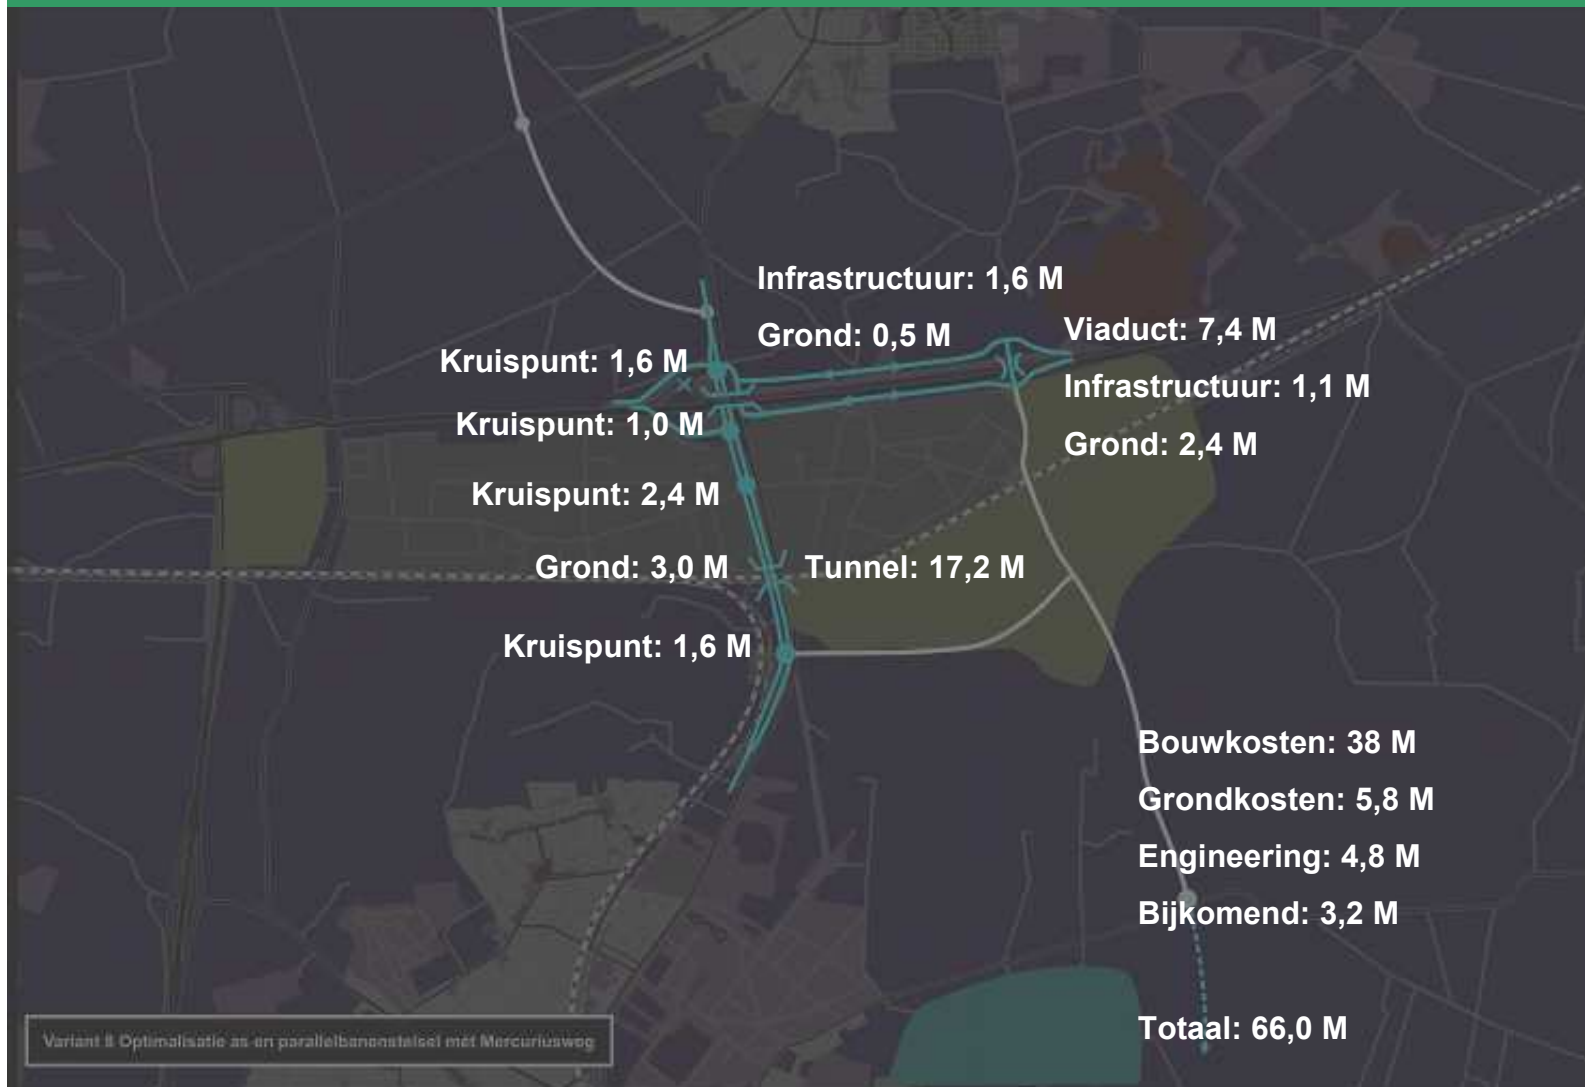 Infrastructuur: 1,6 M
Grond: 0,5 M
Viaduct: 7,4 M
Kruispunt: 1,6 M
Infrastructuur: 1,1 M
Kruispunt: 1,0 M
Grond: 2,4 M
Kruispunt: 2,4 M
Grond: 3,0 M
Tunnel: 17,2 M
Kruispunt: 1,6 M
Bouwkosten: 38 M
Grondkosten: 5,8 M
Engineering: 4,8 M
Bijkomend: 3,2 M
Totaal: 66,0 M
Variant 8 Optimalisatie as en parallelbanenstelsel met Mercuriusweg